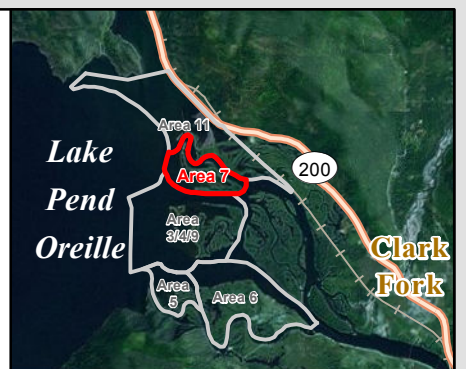 Area 11
Lake
Pend
Oreille
Area 7
200
Area
3/4/9
Clark
Fork
Area
5
Area 6